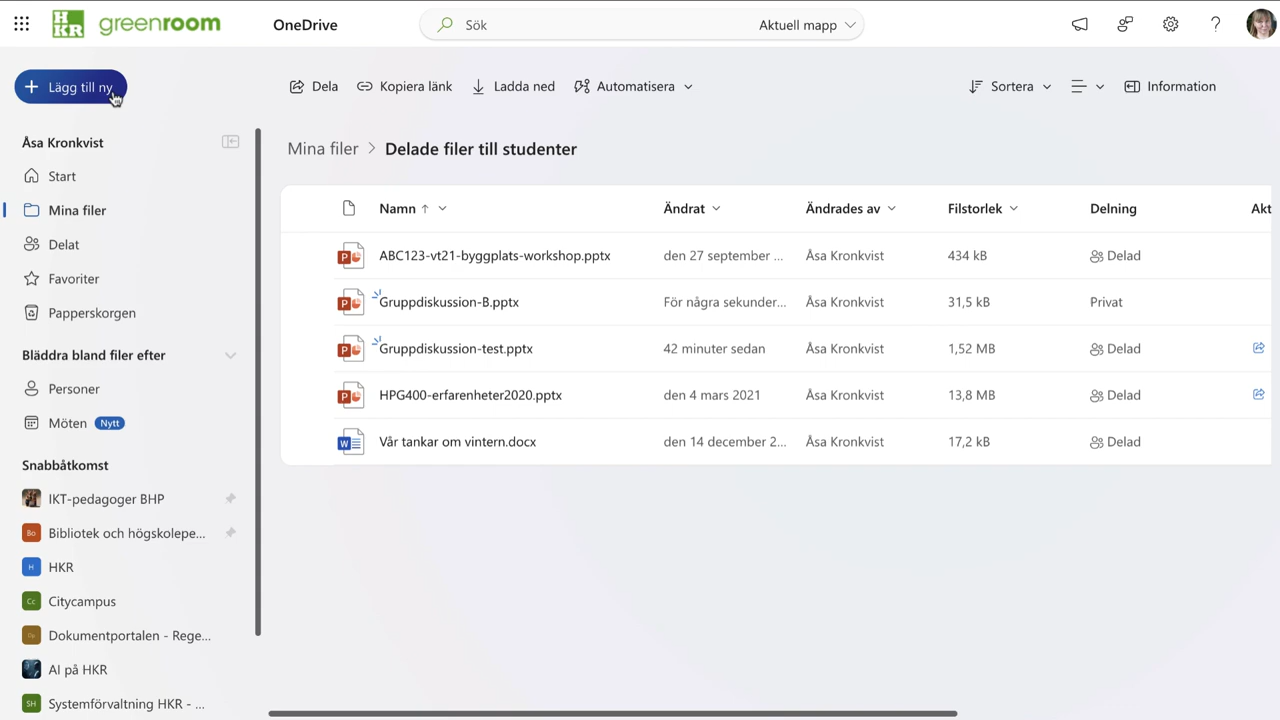 HKR greenroom
OneDrive
Sök
Aktuell mapp
?
Lägg till ny
Dela
Kopiera länk
Ladda ned
Automatisera
Sortera
Information
Åsa Kronkvist
Start
Mina filer
Delat
Favoriter
Papperskorgen
Bläddra bland filer efter
Personer
Möten Nytt
Snabbåtkomst
IKT-pedagoger BHP
Bo Bibliotek och högskolepe...
H HKR
Cc Citycampus
Dokumentportalen - Rege...
AI på HKR
SH Systemförvaltning HKR - ...
Mina filer > Delade filer till studenter
Namn Ändrat Ändrades av Filstorlek Delning Akt
ABC123-vt21-byggplats-workshop.pptx den 27 september ... Åsa Kronkvist 434 kB Delad
Gruppdiskussion-B.pptx För några sekunder... Åsa Kronkvist 31,5 kB Privat
Gruppdiskussion-test.pptx 42 minuter sedan Åsa Kronkvist 1,52 MB Delad
HPG400-erfarenheter2020.pptx den 4 mars 2021 Åsa Kronkvist 13,8 MB Delad
Vår tankar om vintern.docx den 14 december 2... Åsa Kronkvist 17,2 kB Delad